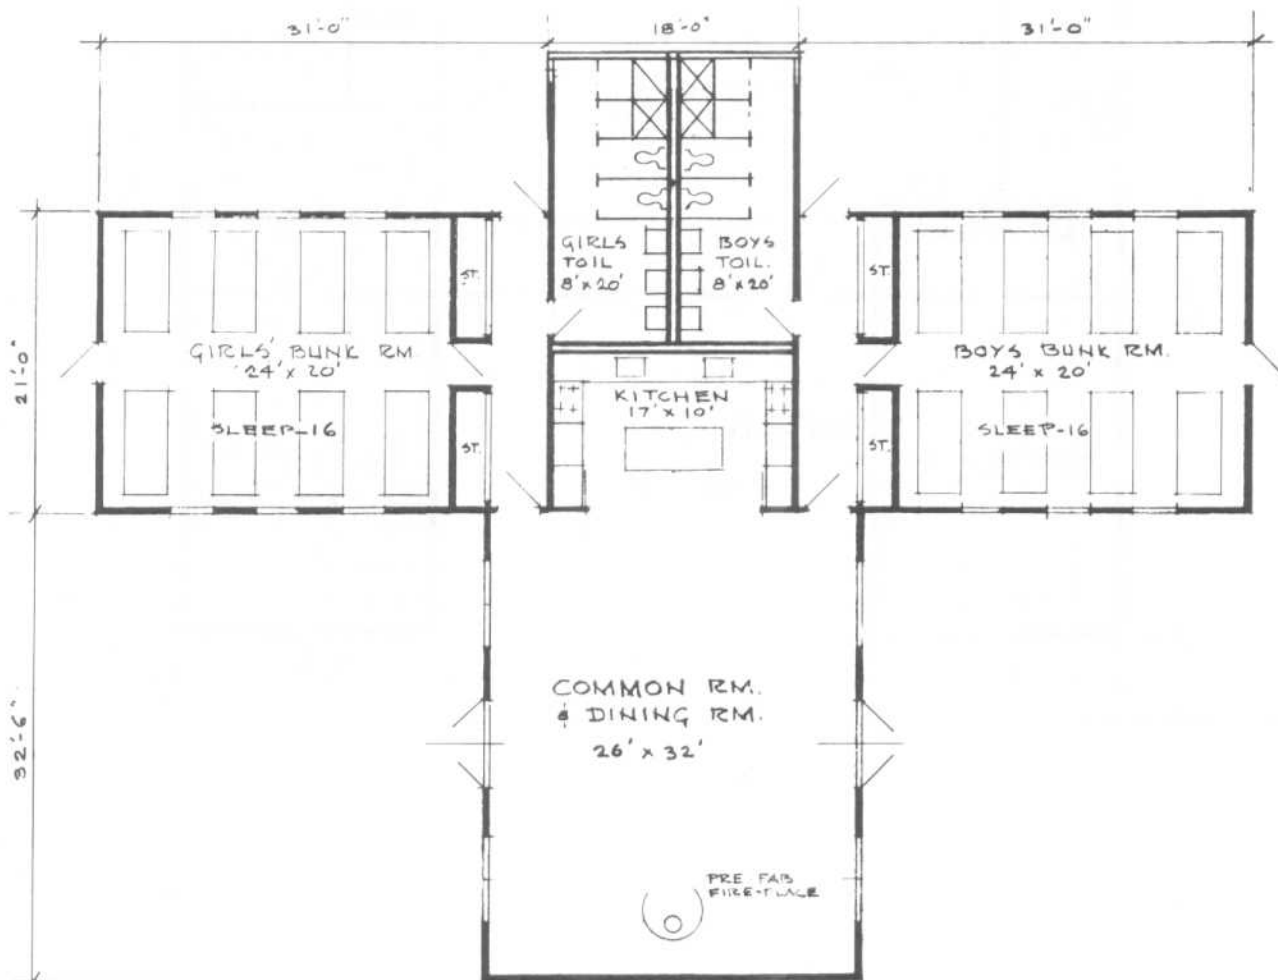 31'-0"
18'-0"
31'-0"
GIRLS
TOIL
8'x20'
BOYS
TOIL.
8'x20'
ST.
ST.
21'-0"
GIRLS' BUNK RM.
24' x 20'
BOYS BUNK RM.
24' x 20'
KITCHEN
17' x 10'
SLEEP-16
SLEEP-16
ST.
ST.
32'-6"
COMMON RM.
& DINING RM.
26' x 32'
PRE FAB
FIRE-PLACE